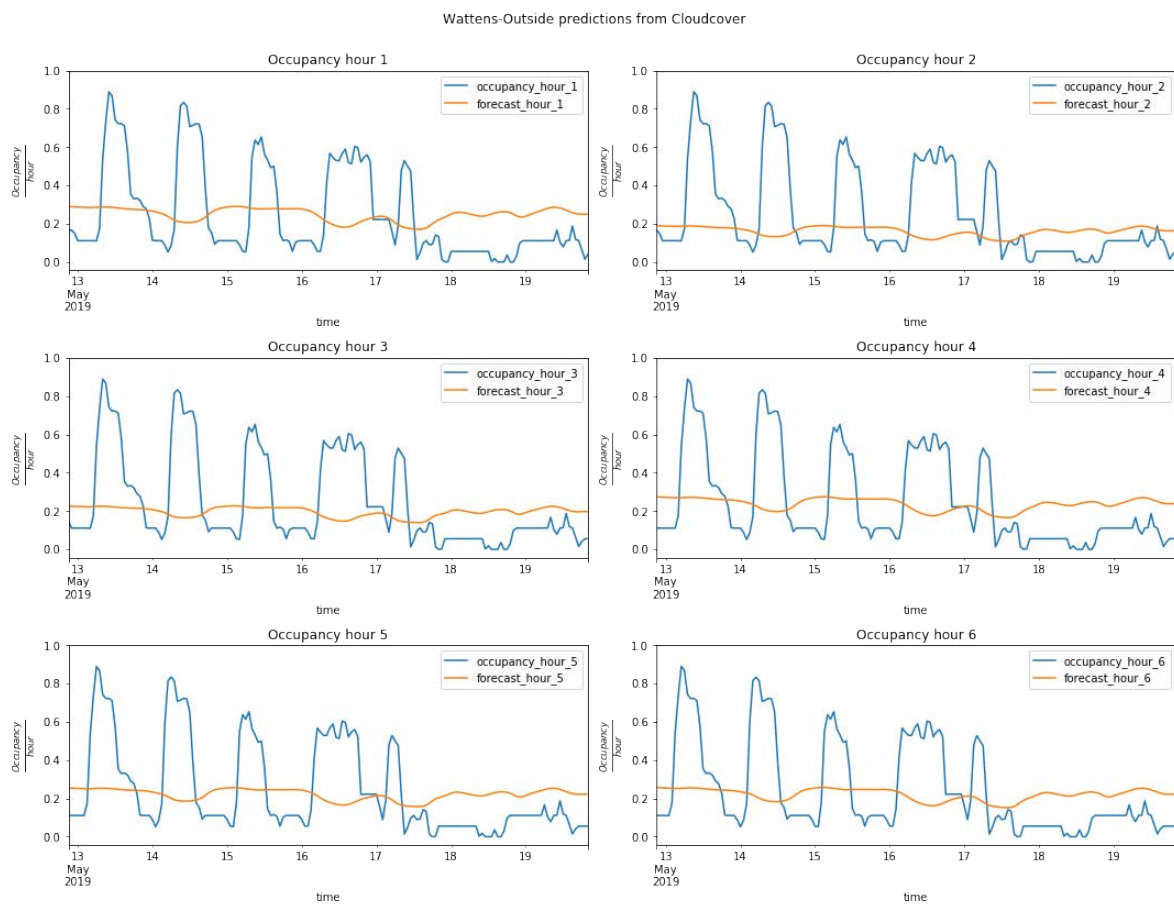 Wattens-Outside predictions from Cloudcover
Occupancy hour 1
1.0
0.8
0.6
0.4
0.2
0.0
Occupancy
hour
occupancy_hour_1
forecast_hour_1
13
14
15
16
17
18
19
May
2019
time
Occupancy hour 2
1.0
0.8
0.6
0.4
0.2
0.0
Occupancy
hour
occupancy_hour_2
forecast_hour_2
13
14
15
16
17
18
19
May
2019
time
Occupancy hour 3
1.0
0.8
0.6
0.4
0.2
0.0
Occupancy
hour
occupancy_hour_3
forecast_hour_3
13
14
15
16
17
18
19
May
2019
time
Occupancy hour 4
1.0
0.8
0.6
0.4
0.2
0.0
Occupancy
hour
occupancy_hour_4
forecast_hour_4
13
14
15
16
17
18
19
May
2019
time
Occupancy hour 5
1.0
0.8
0.6
0.4
0.2
0.0
Occupancy
hour
occupancy_hour_5
forecast_hour_5
13
14
15
16
17
18
19
May
2019
time
Occupancy hour 6
1.0
0.8
0.6
0.4
0.2
0.0
Occupancy
hour
occupancy_hour_6
forecast_hour_6
13
14
15
16
17
18
19
May
2019
time